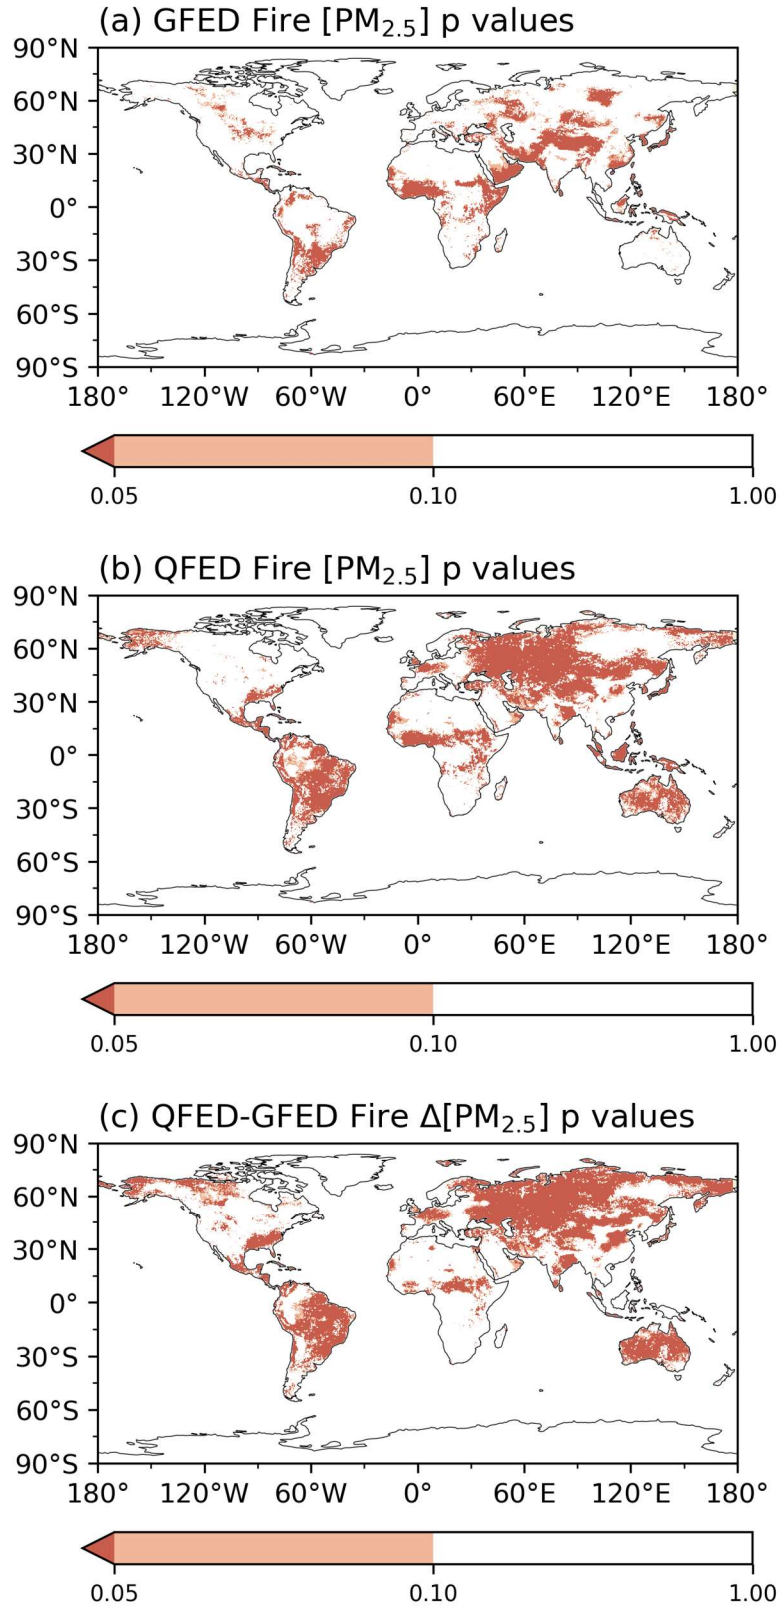 (a) GFED Fire [PM₂.₅] p values
90°N
60°N
30°N
0°
30°S
60°S
90°S
180° 120°W 60°W 0° 60°E 120°E 180°
0.05 0.10 1.00
(b) QFED Fire [PM₂.₅] p values
90°N
60°N
30°N
0°
30°S
60°S
90°S
180° 120°W 60°W 0° 60°E 120°E 180°
0.05 0.10 1.00
(c) QFED-GFED Fire Δ[PM₂.₅] p values
90°N
60°N
30°N
0°
30°S
60°S
90°S
180° 120°W 60°W 0° 60°E 120°E 180°
0.05 0.10 1.00